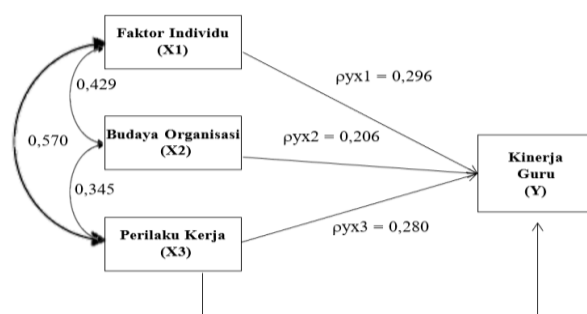 Faktor Individu
(X1)
0,429
ρyx1 = 0,296
0,570
Budaya Organisasi
(X2)
ρyx2 = 0,206
Kinerja
Guru
(Y)
0,345
Perilaku Kerja
(X3)
ρyx3 = 0,280